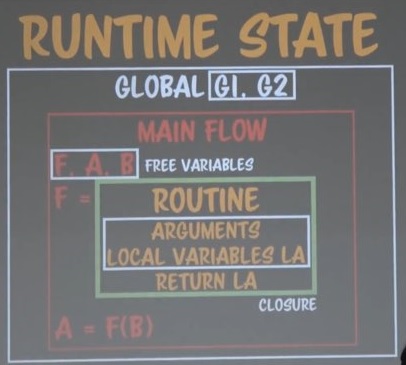 RUNTIME STATE
GLOBAL G1, G2
MAIN FLOW
F, A, B FREE VARIABLES
F = ROUTINE
ARGUMENTS
LOCAL VARIABLES LA
RETURN LA
CLOSURE
A = F(B)